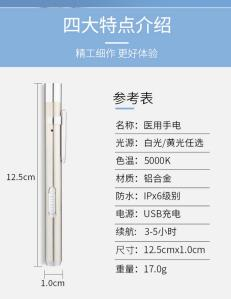 四大特点介绍
精工细作 更好体验
参考表
名称：医用手电
光源：白光/黄光任选
色温：5000K
材质：铝合金
防水：IPx6级别
电源：USB充电
续航： 3-5小时
尺寸：12.5cmx1.0cm
重量：17.0g
12.5cm
1.0cm